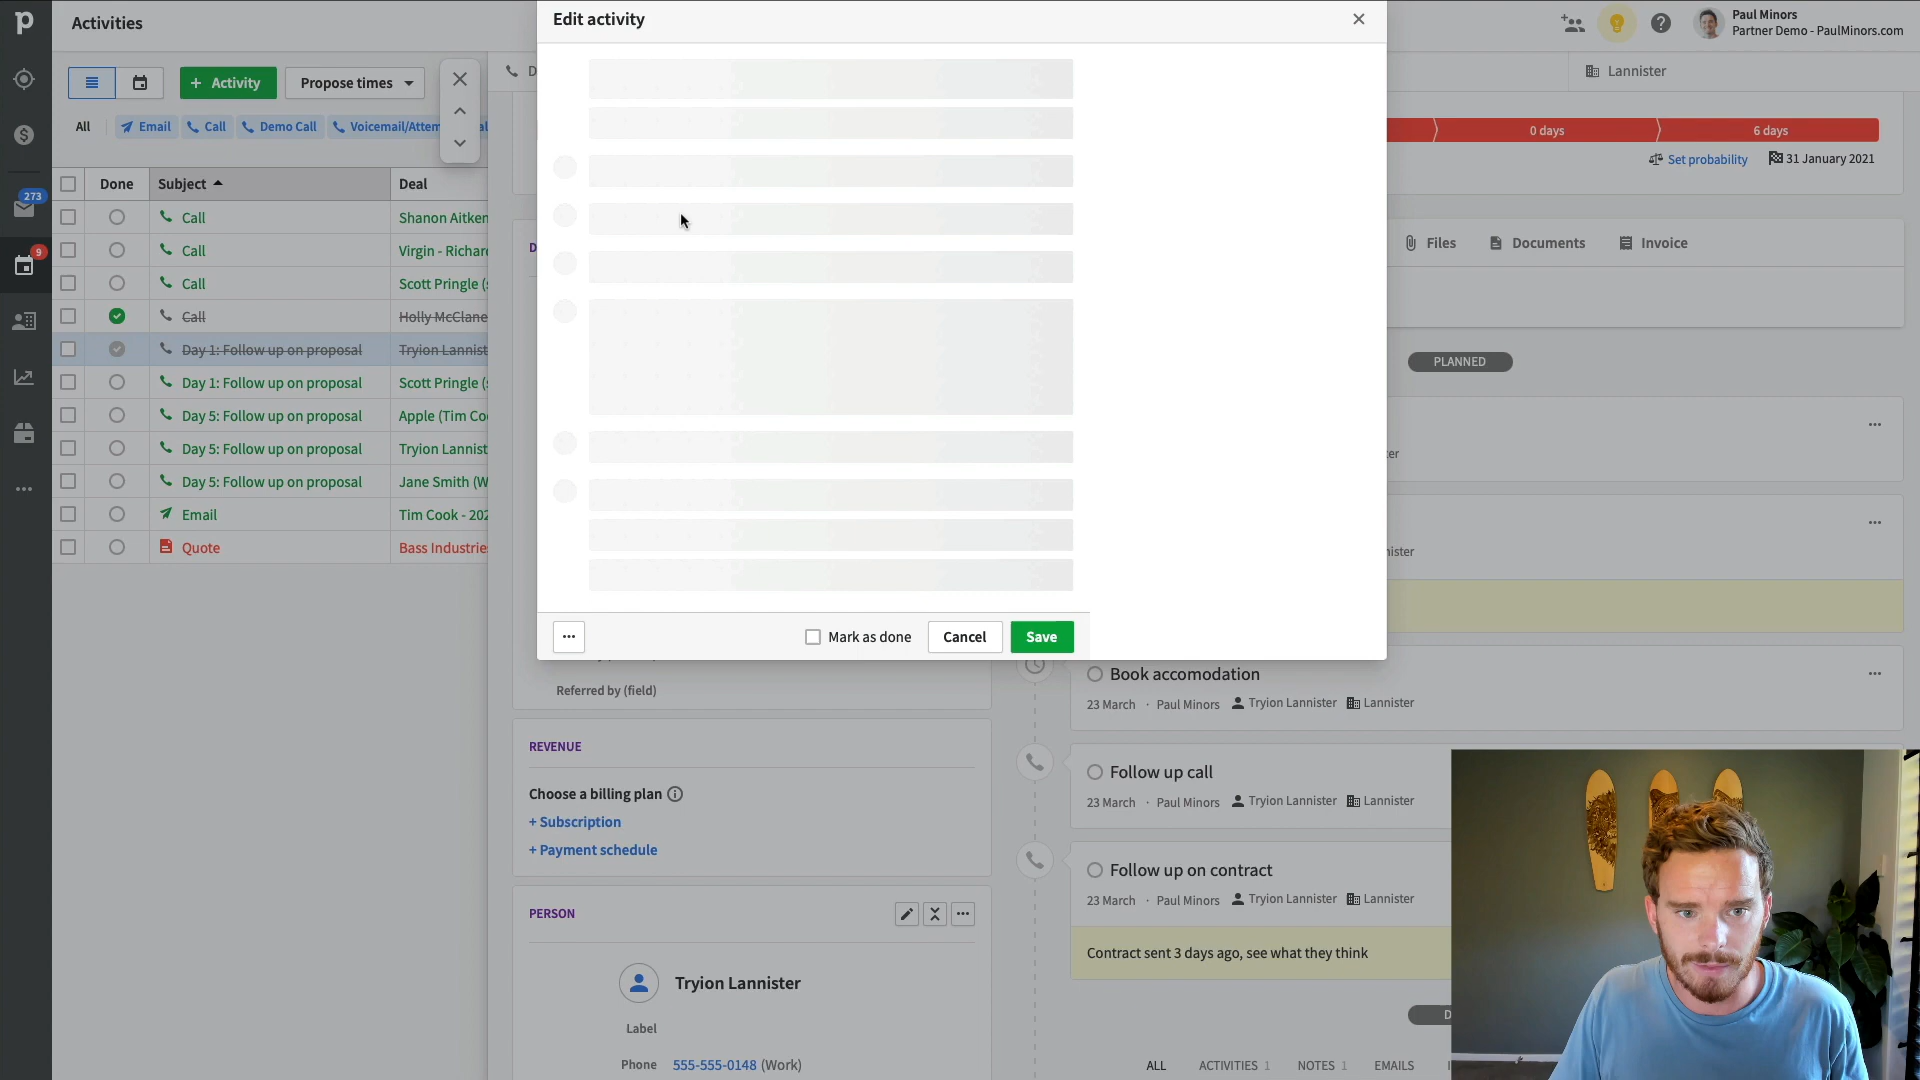 Activities
Edit activity
Paul Minors
Partner Demo - PaulMinors.com
+ Activity
Propose times
Lannister
All
Email
Call
Demo Call
Voicemail/Attem
0 days
6 days
Set probability
31 January 2021
Done
Subject
Deal
273
9
Call
Shanon Aitken
Call
Virgin - Richar
Call
Scott Pringle (
Call
Holly McClane
Day 1: Follow up on proposal
Tryion Lannist
Day 1: Follow up on proposal
Scott Pringle (
Day 5: Follow up on proposal
Apple (Tim Co
Day 5: Follow up on proposal
Tryion Lannist
Day 5: Follow up on proposal
Jane Smith (W
Email
Tim Cook - 202
Quote
Bass Industrie
Files
Documents
Invoice
PLANNED
Mark as done
Cancel
Save
Referred by (field)
REVENUE
Choose a billing plan
+ Subscription
+ Payment schedule
PERSON
Tryion Lannister
Label
Phone
555-555-0148 (Work)
Book accomodation
23 March · Paul Minors Tryion Lannister Lannister
Follow up call
23 March · Paul Minors Tryion Lannister Lannister
Follow up on contract
23 March · Paul Minors Tryion Lannister Lannister
Contract sent 3 days ago, see what they think
ALL
ACTIVITIES 1
NOTES 1
EMAILS